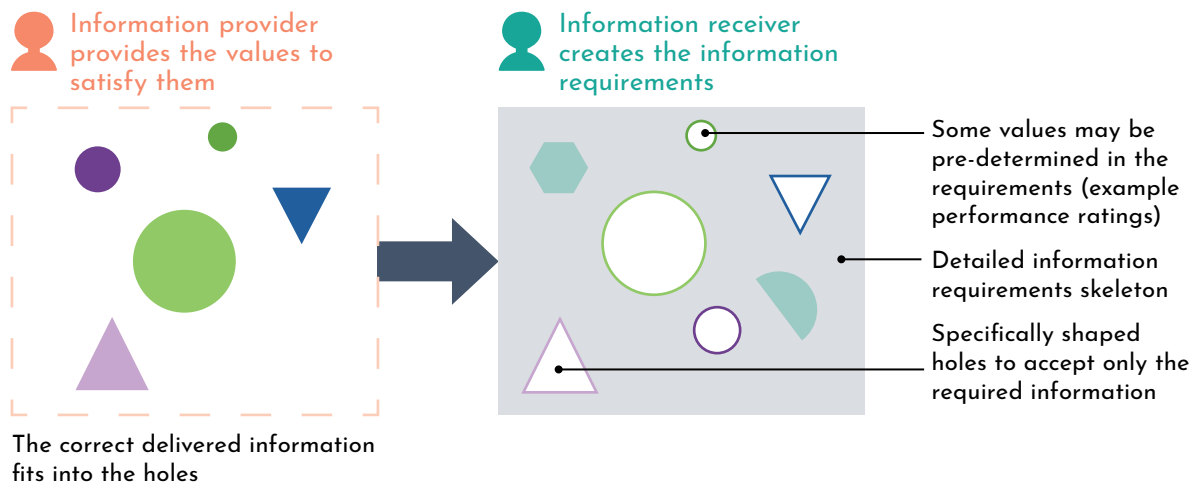 Information provider
provides the values to
satisfy them
Information receiver
creates the information
requirements
Some values may be
pre-determined in the
requirements (example
performance ratings)
Detailed information
requirements skeleton
Specifically shaped
holes to accept only the
required information
The correct delivered information
fits into the holes